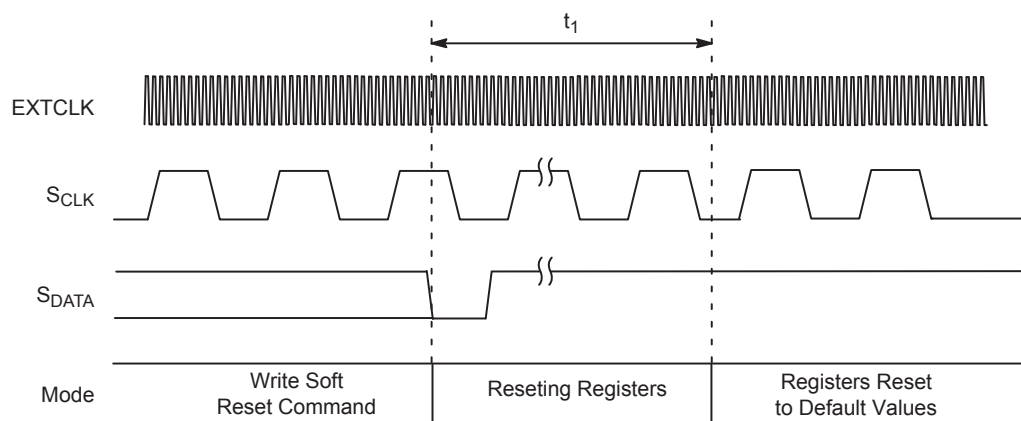 t1
EXTCLK
SCLK
SDATA
Mode
Write Soft
Reset Command
Reseting Registers
Registers Reset
to Default Values